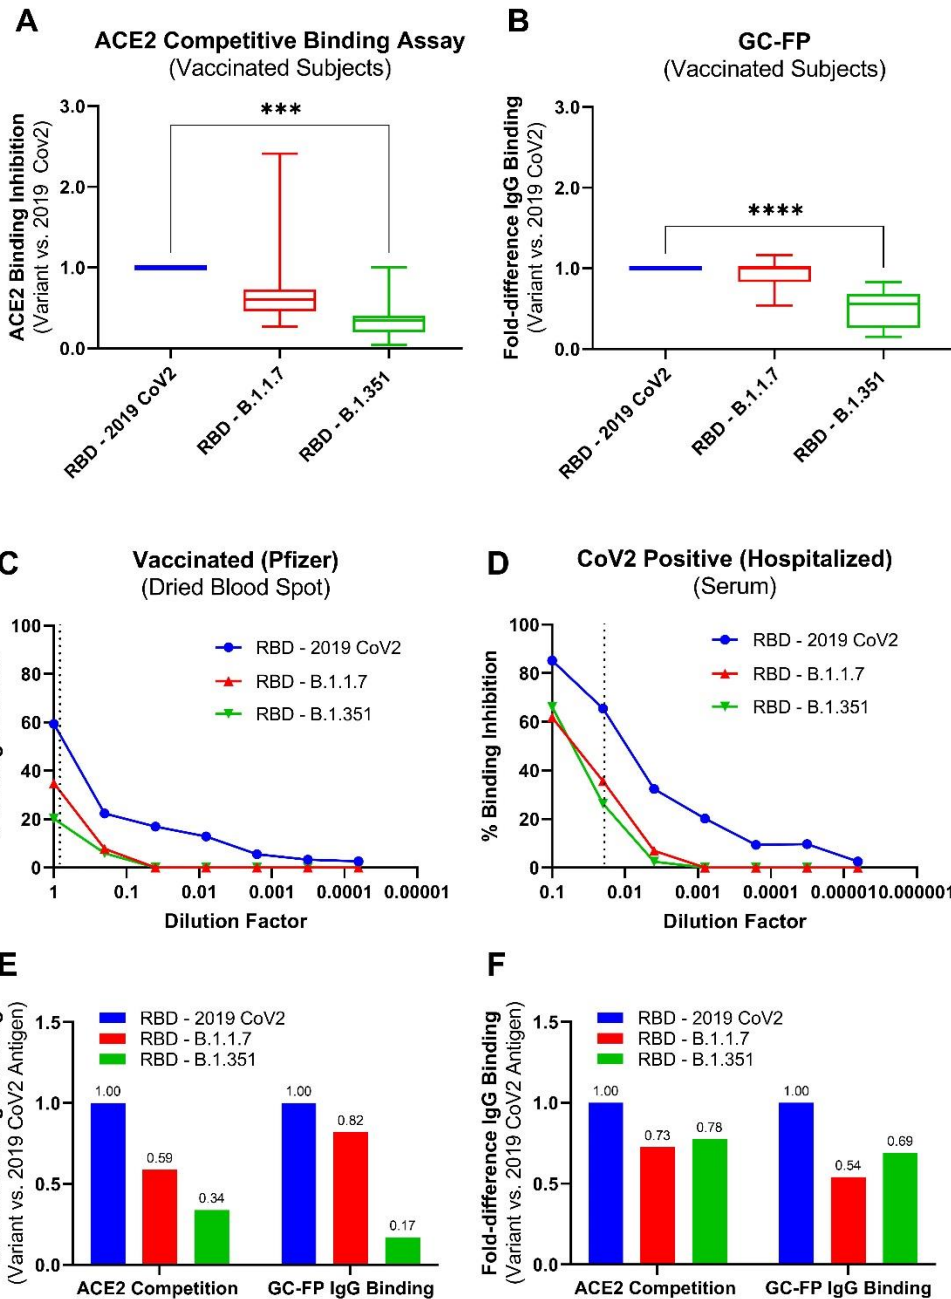 A
ACE2 Competitive Binding Assay
(Vaccinated Subjects)
ACE2 Binding Inhibition
(Variant vs. 2019 Cov2)
3.0
2.0
1.0
0.0
***
RBD - 2019 CoV2
RBD - B.1.1.7
RBD - B.1.351
B
GC-FP
(Vaccinated Subjects)
Fold-difference IgG Binding
(Variant vs. 2019 CoV2)
3.0
2.0
1.0
0.0
****
RBD - 2019 CoV2
RBD - B.1.1.7
RBD - B.1.351
C
Vaccinated (Pfizer)
(Dried Blood Spot)
100
80
60
40
20
0
RBD - 2019 CoV2
RBD - B.1.1.7
RBD - B.1.351
1
0.1
0.01
0.001
0.0001
0.00001
Dilution Factor
D
CoV2 Positive (Hospitalized)
(Serum)
% Binding Inhibition
100
80
60
40
20
0
RBD - 2019 CoV2
RBD - B.1.1.7
RBD - B.1.351
0.1
0.01
0.001
0.0001
0.00001
0.000001
Dilution Factor
E
(Variant vs. 2019 CoV2 Antigen)
1.5
1.0
0.5
0.0
RBD - 2019 CoV2
RBD - B.1.1.7
RBD - B.1.351
1.00
0.59
0.34
1.00
0.82
0.17
ACE2 Competition
GC-FP IgG Binding
F
Fold-difference IgG Binding
(Variant vs. 2019 CoV2 Antigen)
1.5
1.0
0.5
0.0
RBD - 2019 CoV2
RBD - B.1.1.7
RBD - B.1.351
1.00
0.73
0.78
1.00
0.54
0.69
ACE2 Competition
GC-FP IgG Binding